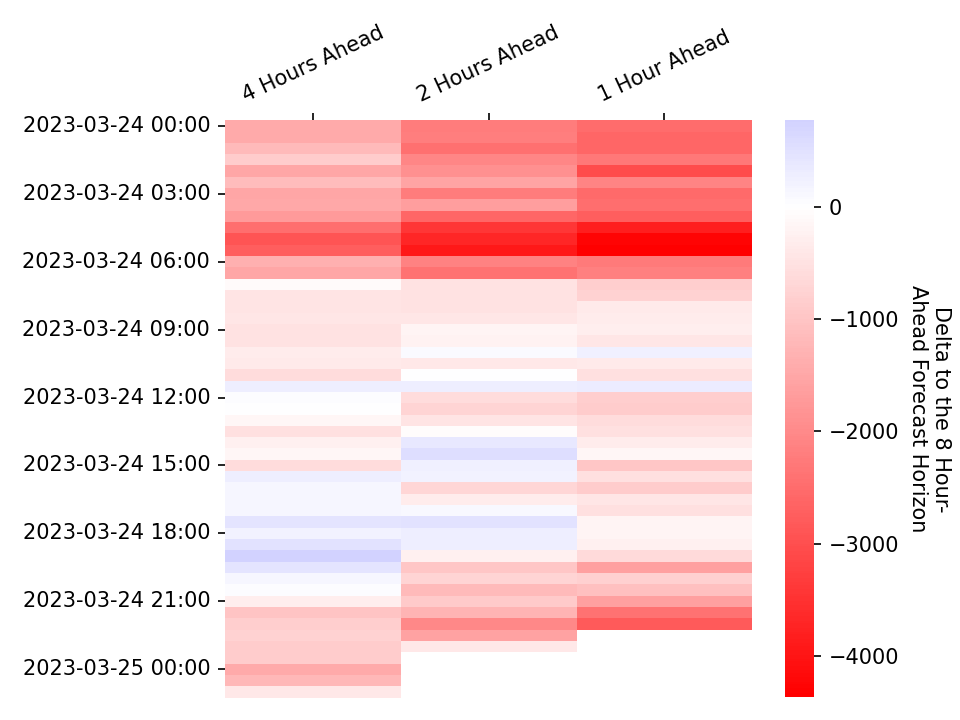 4 Hours Ahead
2 Hours Ahead
1 Hour Ahead
2023-03-24 00:00
2023-03-24 03:00
2023-03-24 06:00
2023-03-24 09:00
2023-03-24 12:00
2023-03-24 15:00
2023-03-24 18:00
2023-03-24 21:00
2023-03-25 00:00
0
−1000
−2000
−3000
−4000
Delta to the 8 Hour-
Ahead Forecast Horizon